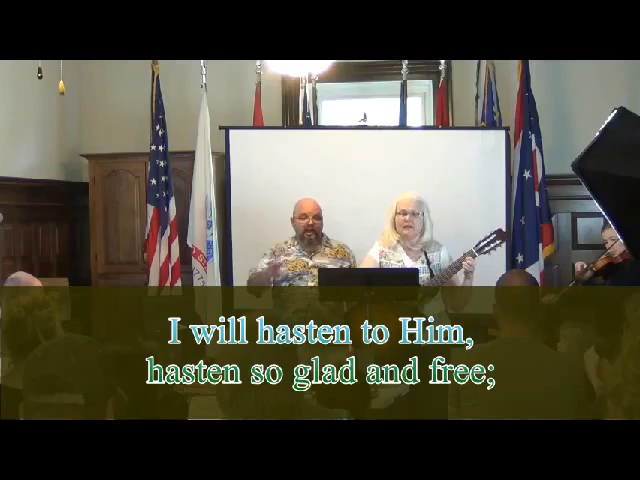 I will hasten to Him,
hasten so glad and free;